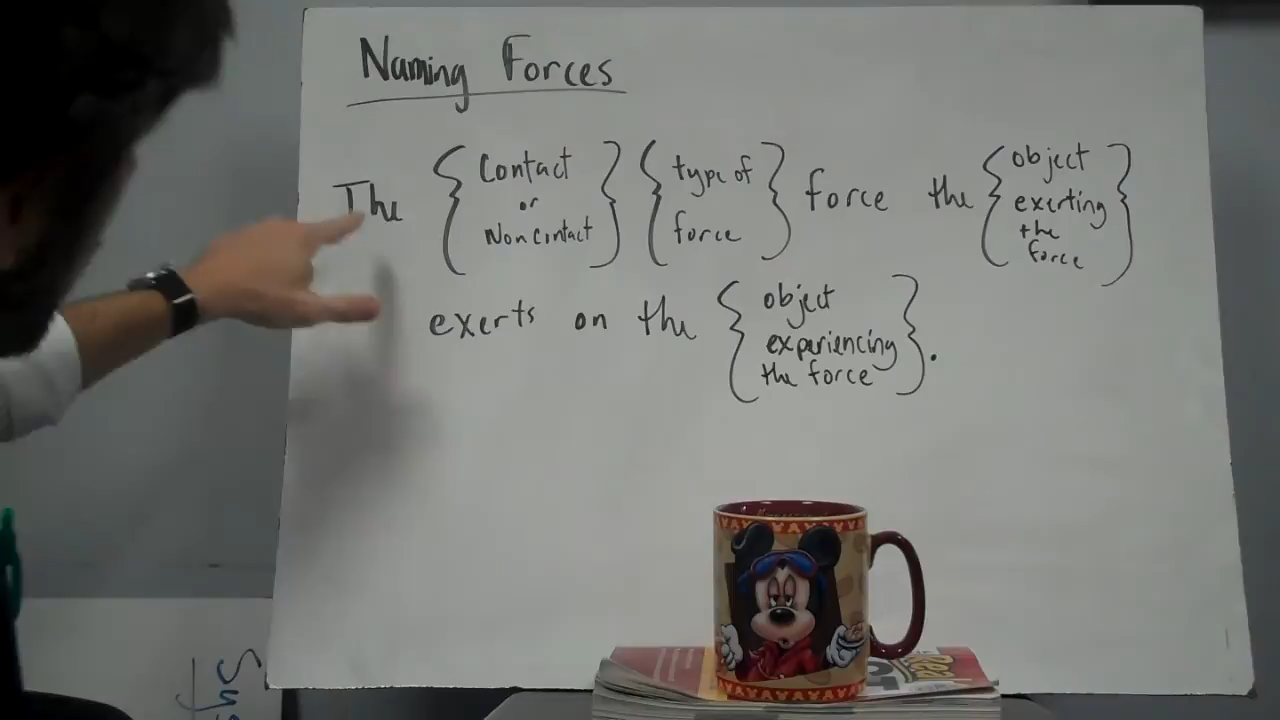 Naming Forces
The { Contact or Noncontact } { type of force } force the { object exerting the force }
exerts on the { object experiencing the force }.